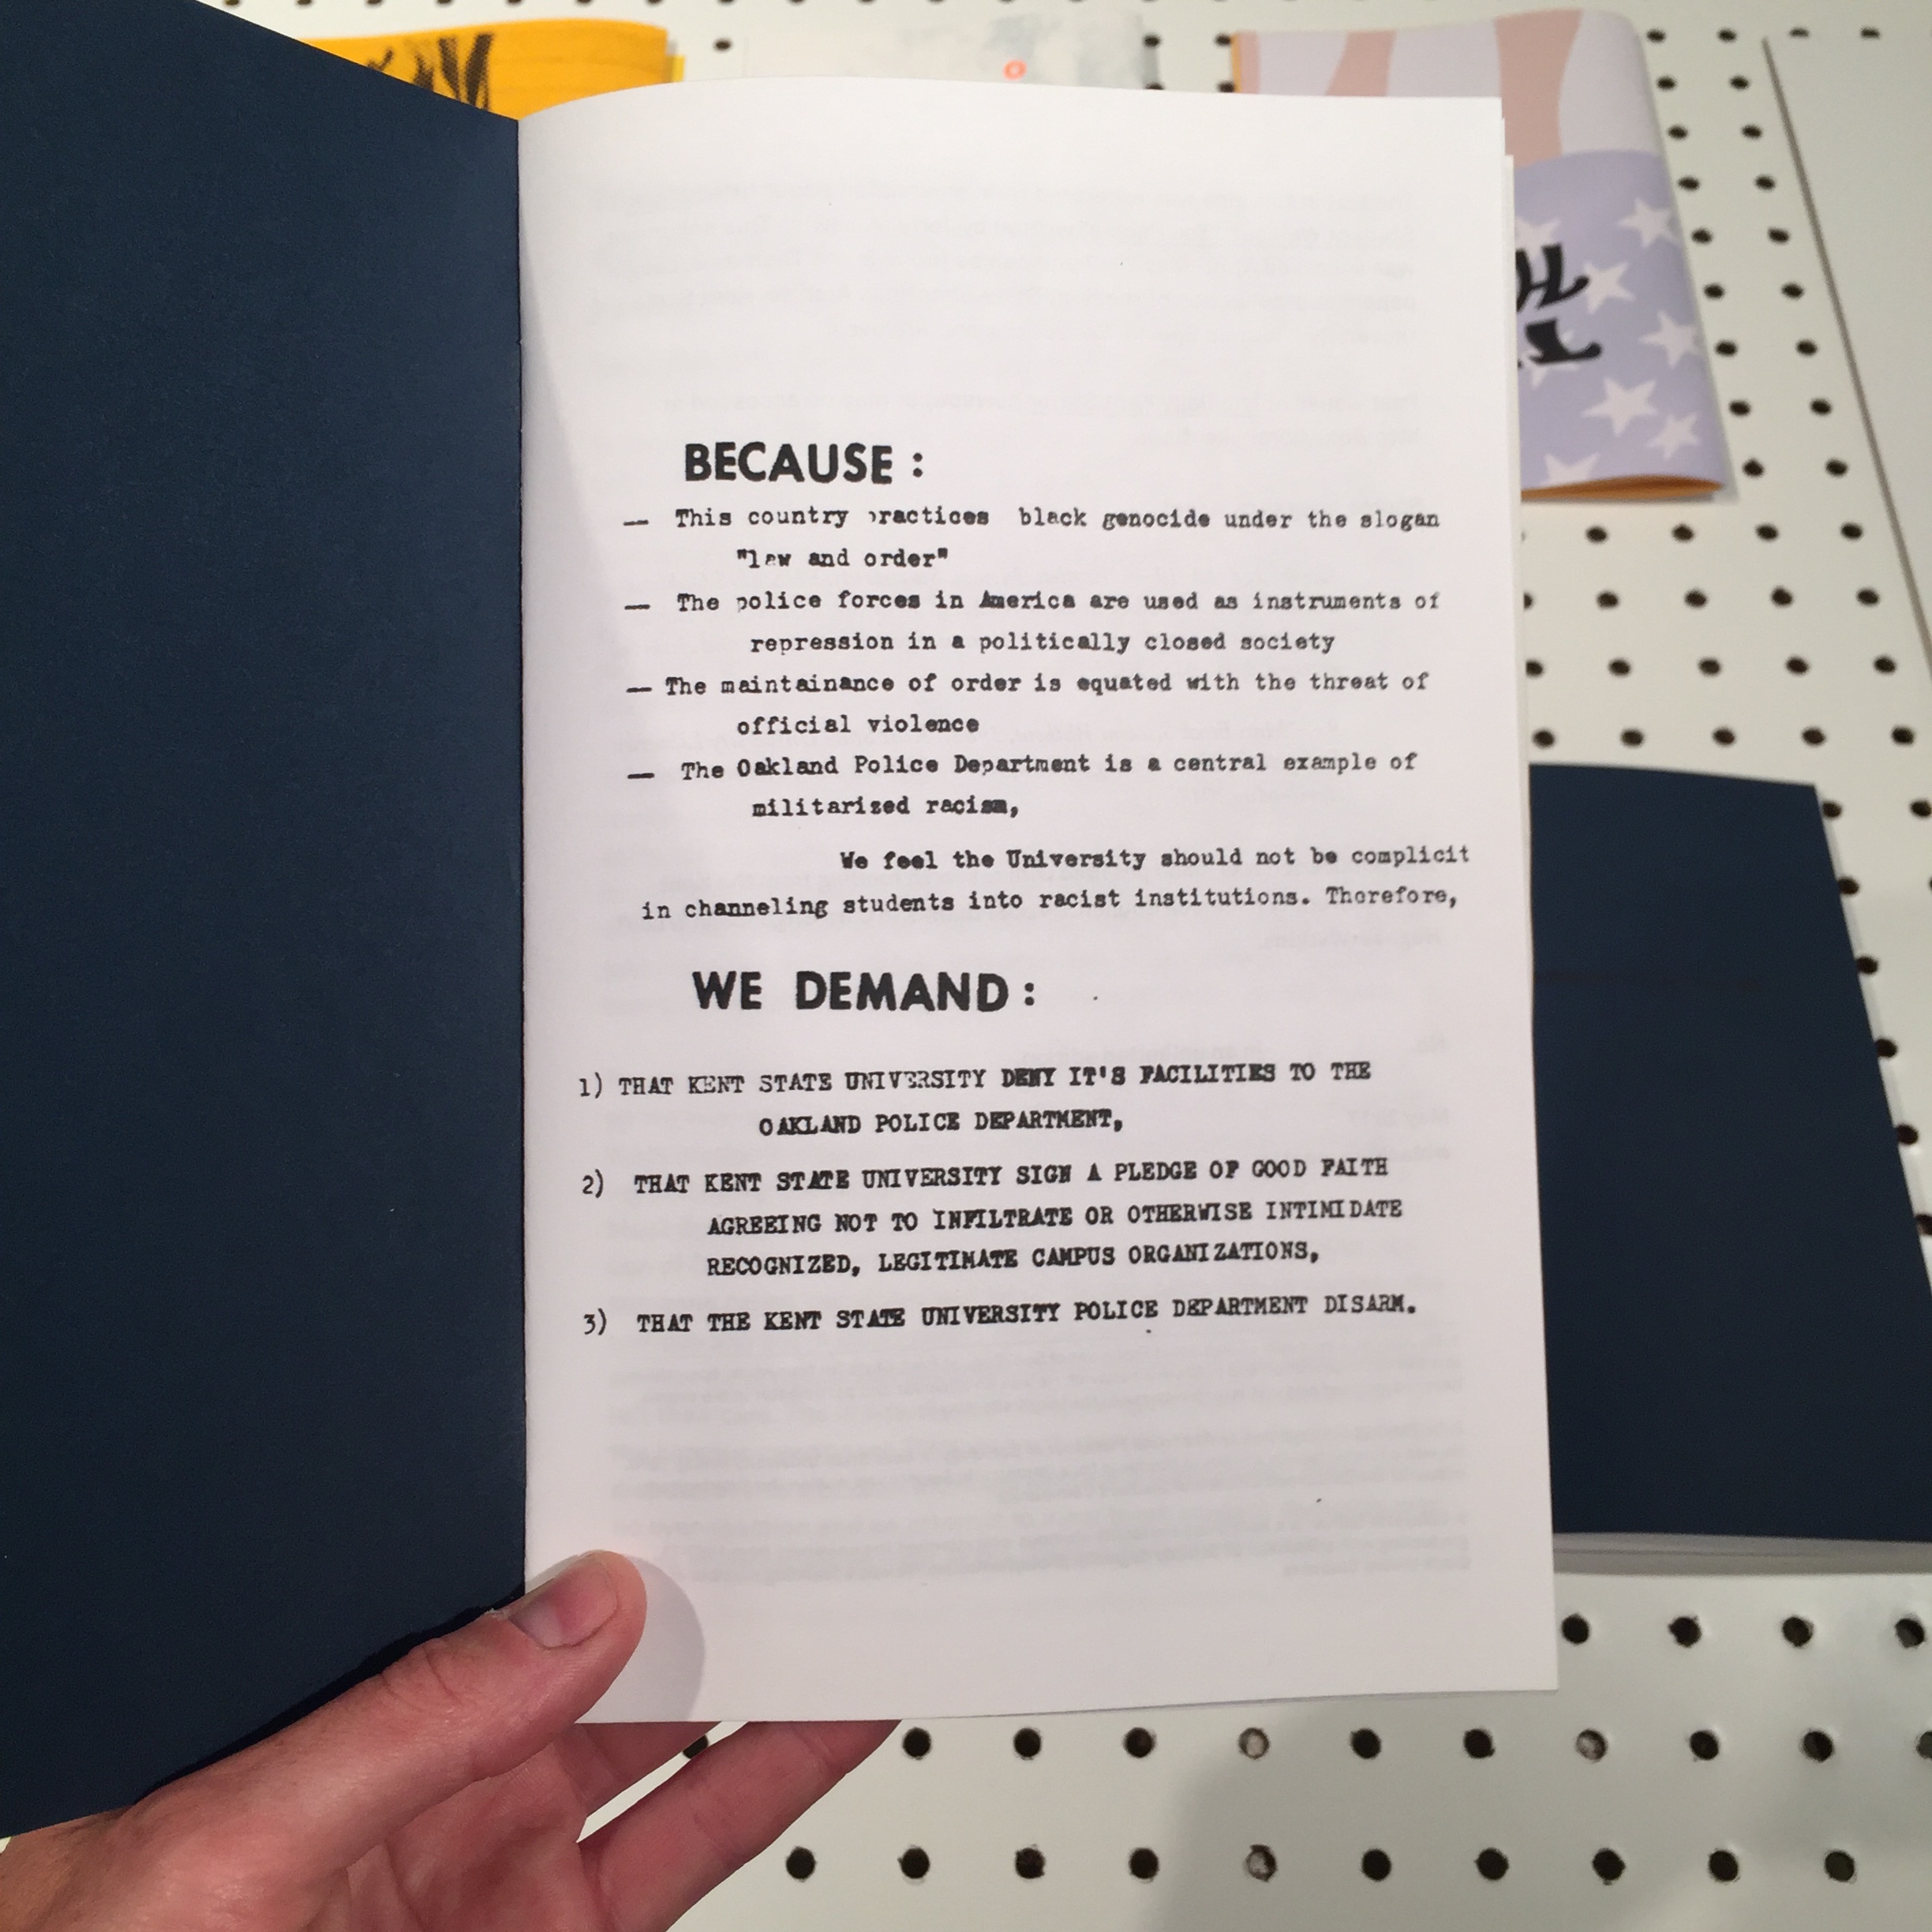 BECAUSE :
— This country practices black genocide under the slogan
"law and order"
— The police forces in America are used as instruments of
repression in a politically closed society
— The maintainance of order is equated with the threat of
official violence
— The Oakland Police Department is a central example of
militarized racism,
We feel the University should not be complicit
in channeling students into racist institutions. Therefore,
WE DEMAND :
1) THAT KENT STATE UNIVERSITY DENY IT'S FACILITIES TO THE
OAKLAND POLICE DEPARTMENT,
2) THAT KENT STATE UNIVERSITY SIGN A PLEDGE OF GOOD FAITH
AGREEING NOT TO INFILTRATE OR OTHERWISE INTIMIDATE
RECOGNIZED, LEGITIMATE CAMPUS ORGANIZATIONS,
3) THAT THE KENT STATE UNIVERSITY POLICE DEPARTMENT DISARM.